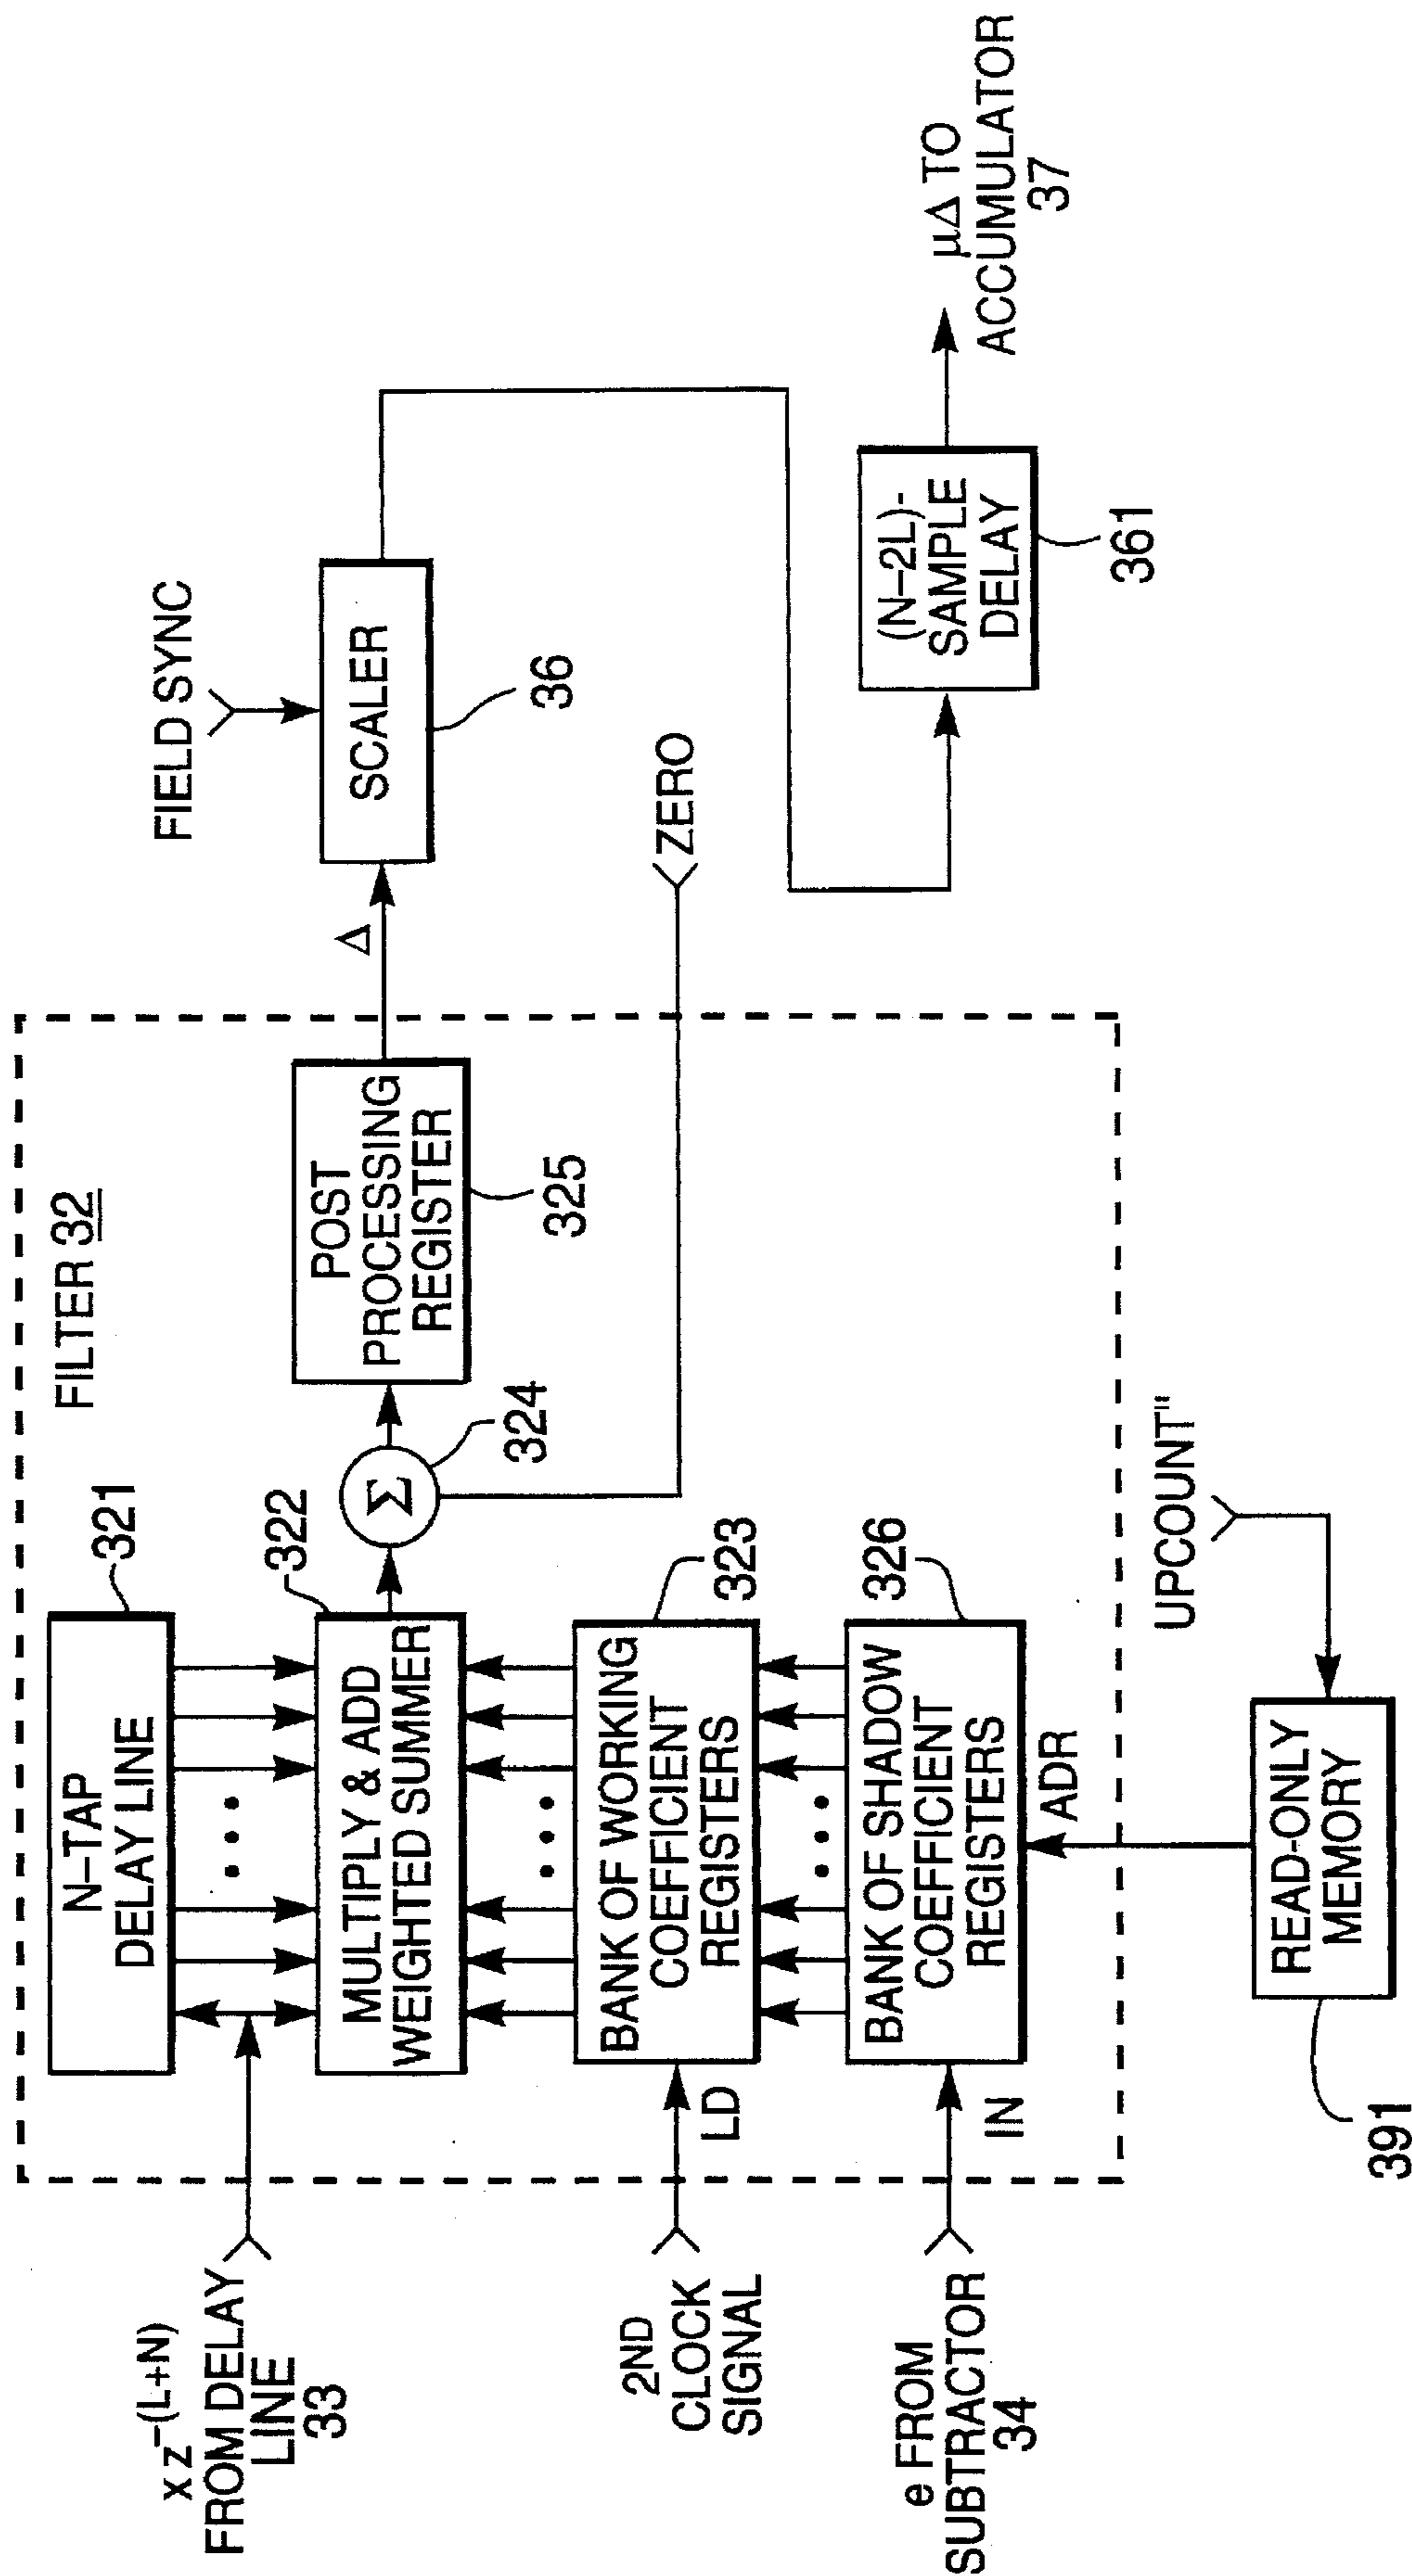 FILTER 32
N–TAP
DELAY LINE
321
x z⁻⁽ᴸ⁺ᴺ⁾
FROM DELAY
LINE
33
MULTIPLY & ADD
WEIGHTED SUMMER
322
Σ
324
POST
PROCESSING
REGISTER
325
Δ
FIELD SYNC
SCALER
36
2ND
CLOCK
SIGNAL
LD
BANK OF WORKING
COEFFICIENT
REGISTERS
323
ZERO
e FROM
SUBTRACTOR
34
IN
BANK OF SHADOW
COEFFICIENT
REGISTERS
326
ADR
(N–2L)-
SAMPLE
DELAY
361
μΔ TO
ACCUMULATOR
37
UPCOUNT"
READ-ONLY
MEMORY
391